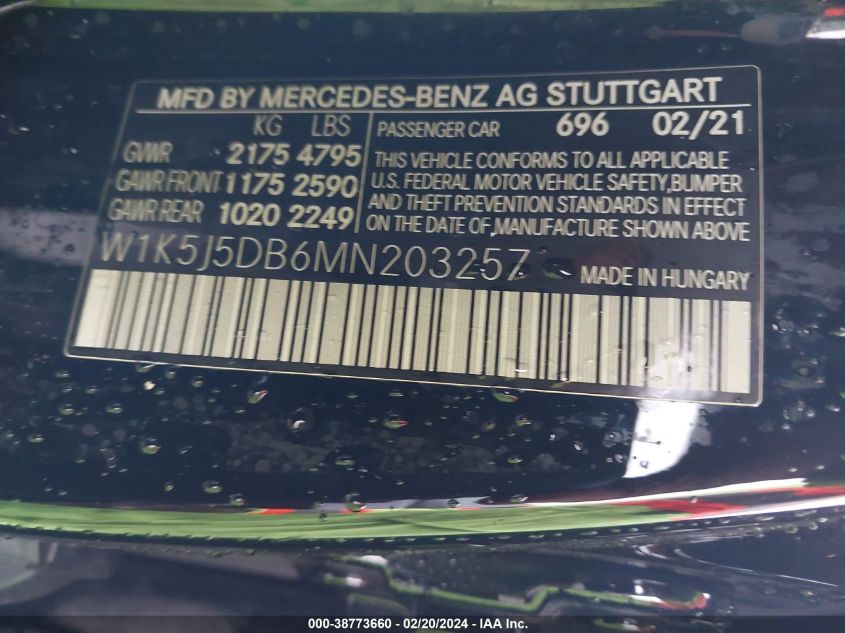 MFD BY MERCEDES-BENZ AG STUTTGART
KG LBS
GVWR 2175 4795
GAWR FRONT 1175 2590
GAWR REAR 1020 2249
PASSENGER CAR 696 02/21
THIS VEHICLE CONFORMS TO ALL APPLICABLE
U.S. FEDERAL MOTOR VEHICLE SAFETY, BUMPER
AND THEFT PREVENTION STANDARDS IN EFFECT
ON THE DATE OF, MANUFACTURE SHOWN ABOVE
W1K5J5DB6MN203257
MADE IN HUNGARY
000-38773660 - 02/20/2024 - IAA Inc.